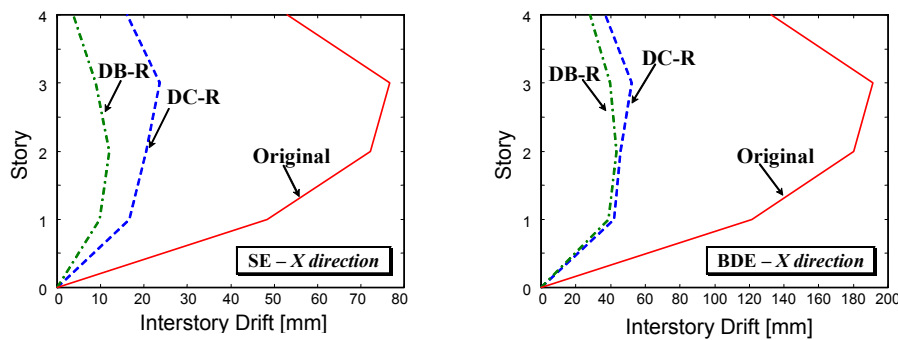 4
3
2
1
0
Story
DB-R
DC-R
Original
SE – X direction
0 10 20 30 40 50 60 70 80
Interstory Drift [mm]
4
3
2
1
0
Story
DB-R
DC-R
Original
BDE – X direction
0 20 40 60 80 100 120 140 160 180 200
Interstory Drift [mm]